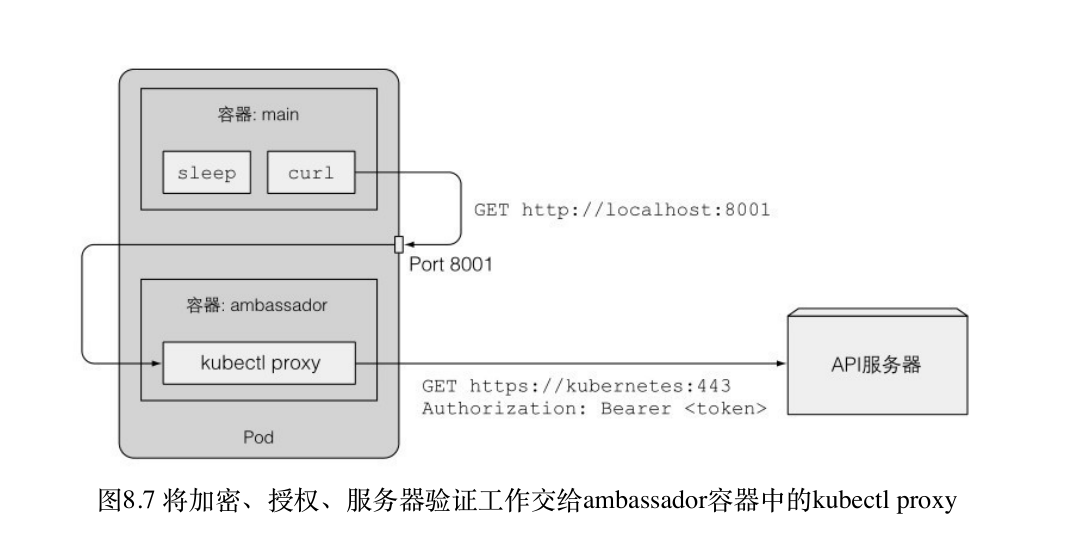 容器: main
sleep
curl
GET http://localhost:8001
Port 8001
容器: ambassador
kubectl proxy
API服务器
GET https://kubernetes:443
Authorization: Bearer <token>
Pod
图8.7 将加密、授权、服务器验证工作交给ambassador容器中的kubectl proxy